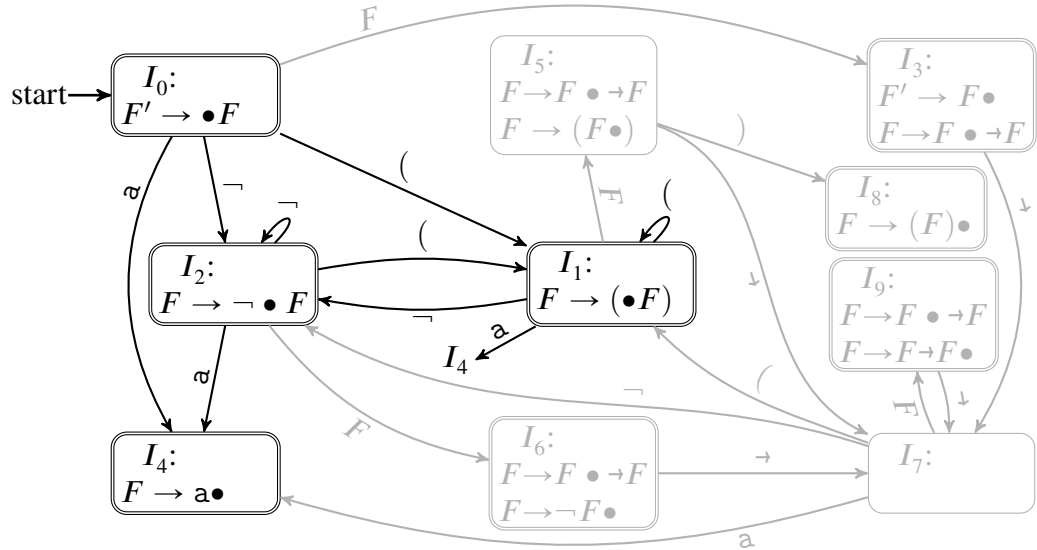 F
I₀:
F′ → •F
start
I₅:
F→F • →F
F → (F•)
I₃:
F′ → F•
F→F • →F
)
(
a
¬
¬
(
F
(
→
I₈:
F → (F)•
I₂:
F → ¬ • F
I₁:
F → (•F)
→
I₉:
F→F • →F
F→F→F•
¬
a
I₄
a
¬
(
F
→
F
I₄:
F → a•
I₆:
F→F • →F
F→¬F•
→
I₇:
a